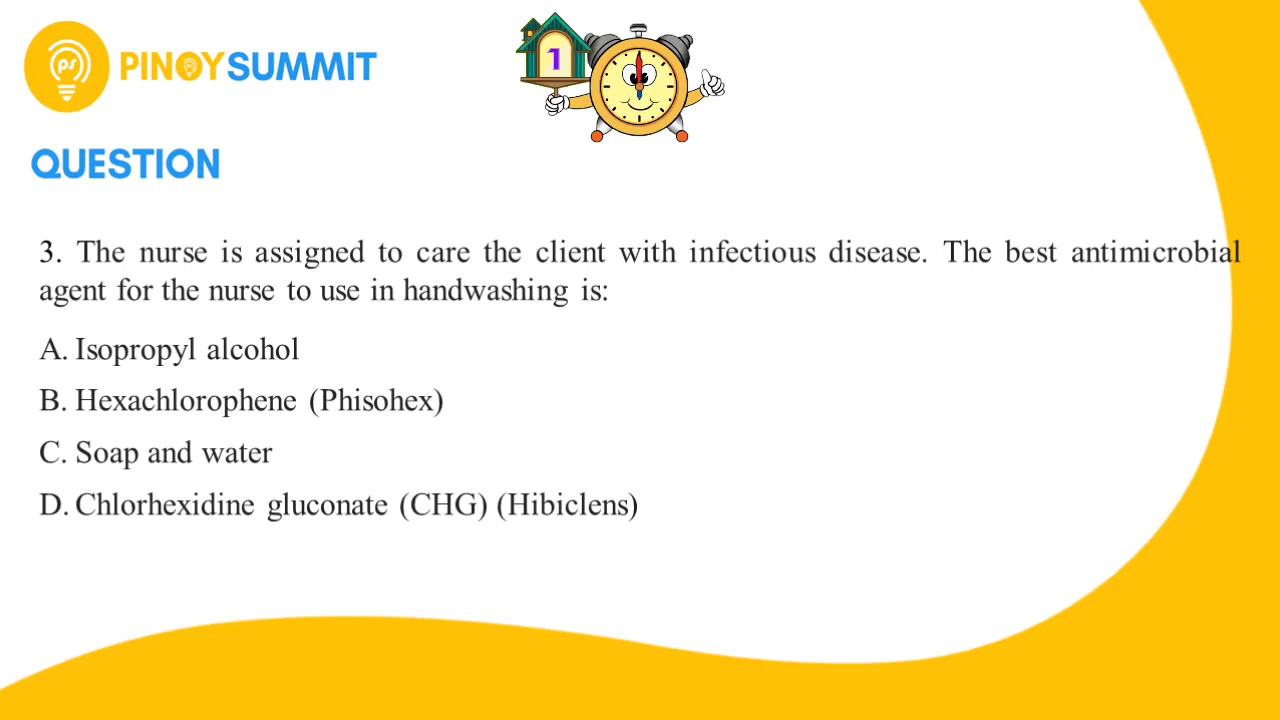 PINOYSUMMIT
1
QUESTION
3. The nurse is assigned to care the client with infectious disease. The best antimicrobial
agent for the nurse to use in handwashing is:
A. Isopropyl alcohol
B. Hexachlorophene (Phisohex)
C. Soap and water
D. Chlorhexidine gluconate (CHG) (Hibiclens)